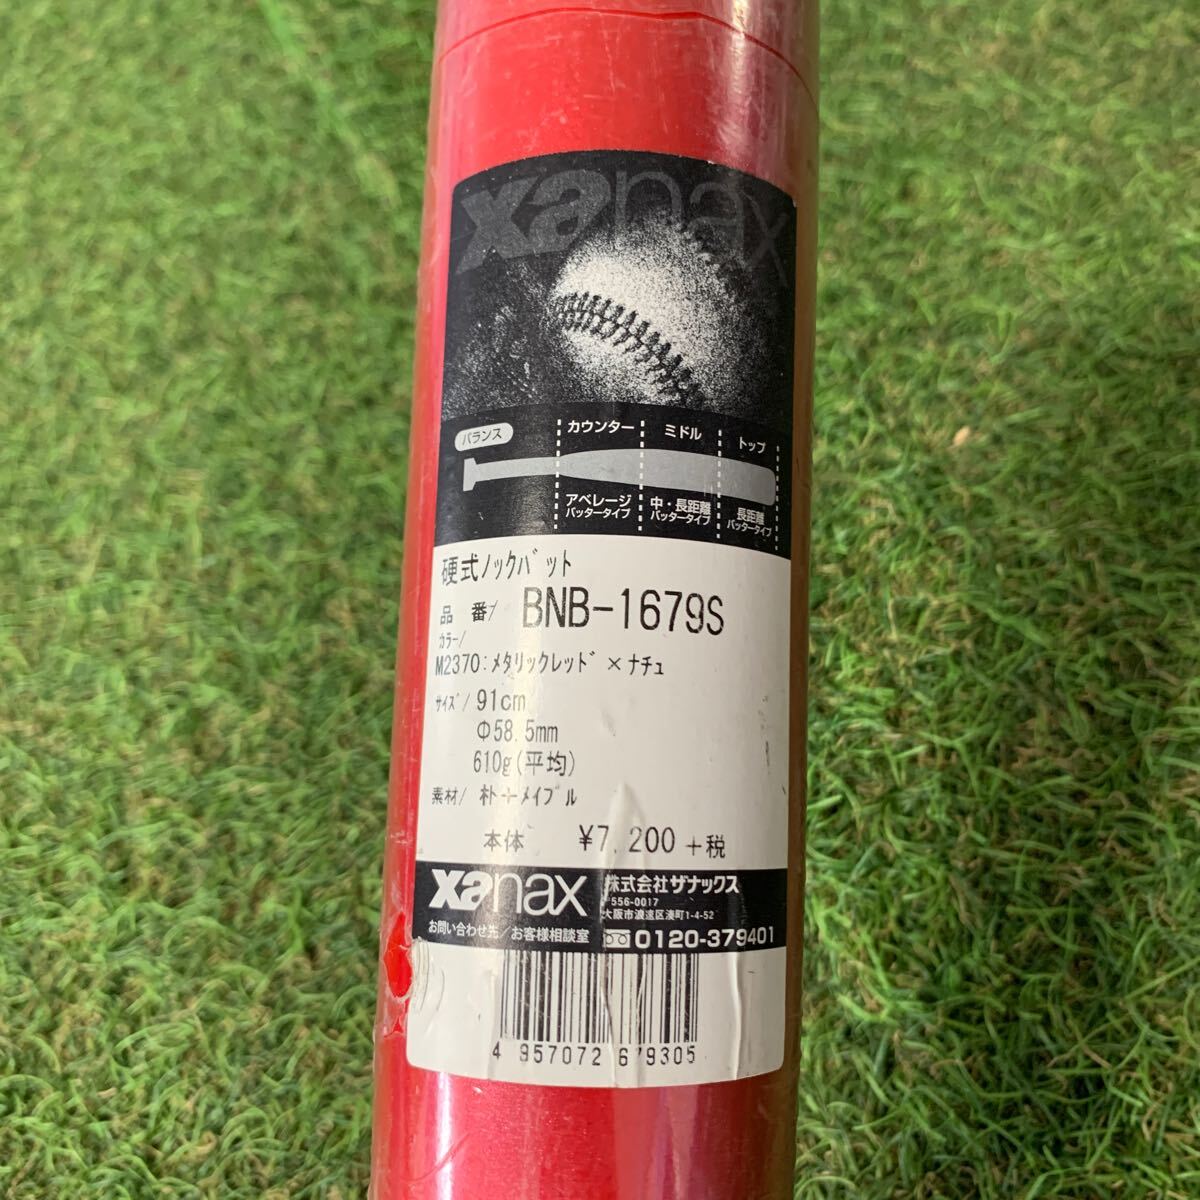 xanax
バランス
カウンター
ミドル
トップ
アベレージ
バッタータイプ
中・長距離
バッタータイプ
長距離
バッタータイプ
硬式ﾉｯｸﾊﾞｯﾄ
品 番/ BNB-1679S
ｶﾗｰ/
M2370:ﾒﾀﾘｯｸﾚｯﾄﾞ×ﾅﾁｭ
ｻｲｽﾞ/ 91cm
Φ58.5mm
610g(平均)
素材/ 朴+ﾒｲﾌﾟﾙ
本体 ¥7,200 +税
xanax 株式会社ザナックス
〒556-0017
大阪市浪速区湊町1-4-52
お問い合わせ先/お客様相談室 0120-379401
4 957072 679305